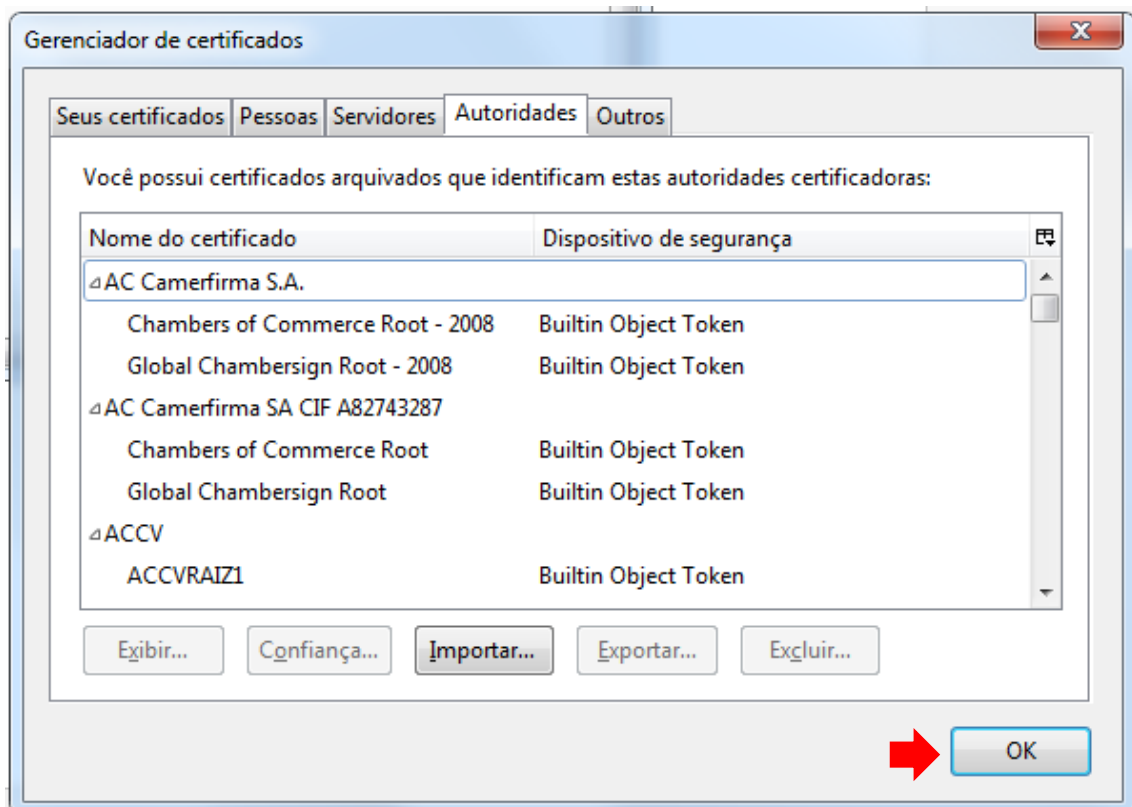 Gerenciador de certificados
Seus certificados Pessoas Servidores Autoridades Outros
Você possui certificados arquivados que identificam estas autoridades certificadoras:
Nome do certificado Dispositivo de segurança
AC Camerfirma S.A.
Chambers of Commerce Root - 2008 Builtin Object Token
Global Chambersign Root - 2008 Builtin Object Token
AC Camerfirma SA CIF A82743287
Chambers of Commerce Root Builtin Object Token
Global Chambersign Root Builtin Object Token
ACCV
ACCVRAIZ1 Builtin Object Token
Exibir... Confiança... Importar... Exportar... Excluir...
OK